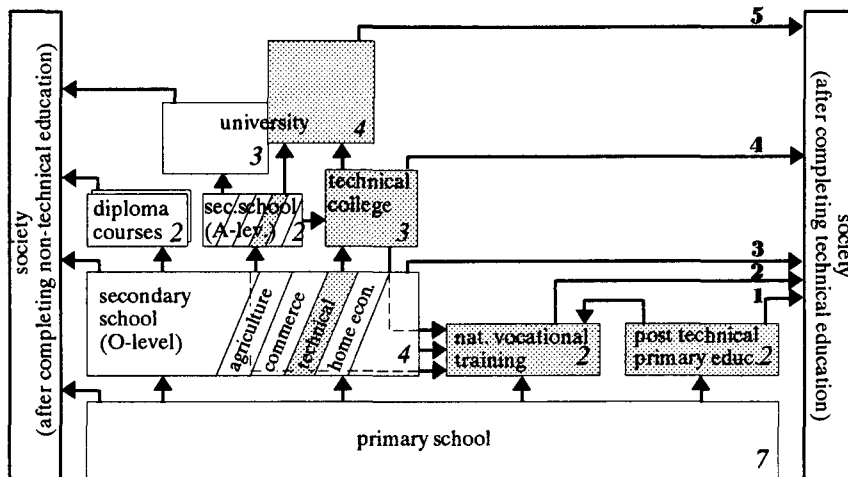 society
(after completing non-technical education)
5
society
(after completing technical education)
university
4
3
4
technical
college
3
diploma
courses 2
sec.school
(A-lev.) 2
3
2
1
secondary
school
(O-level)
agriculture
commerce
technical
home econ.
4
nat. vocational
training 2
post technical
primary educ. 2
primary school
7